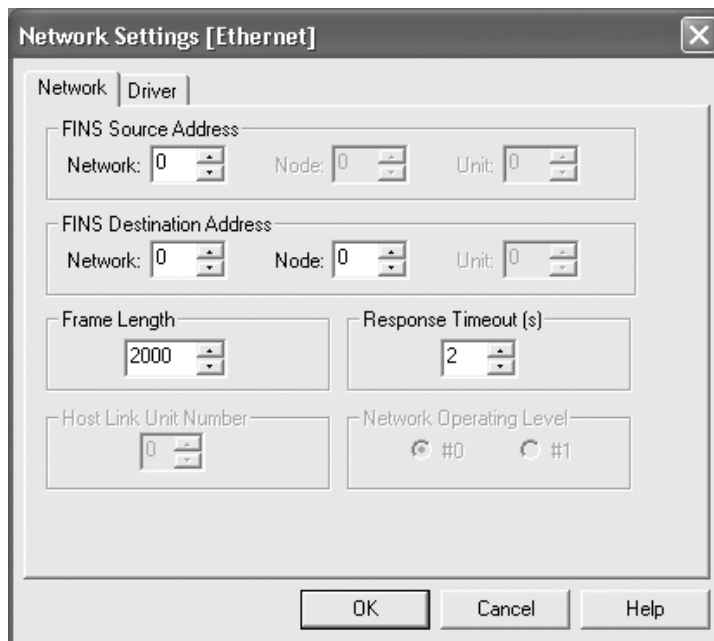 Network Settings [Ethernet]
Network Driver
FINS Source Address
Network: 0 Node: 0 Unit: 0
FINS Destination Address
Network: 0 Node: 0 Unit: 0
Frame Length Response Timeout (s)
2000 2
Host Link Unit Number Network Operating Level
0 #0 #1
OK Cancel Help